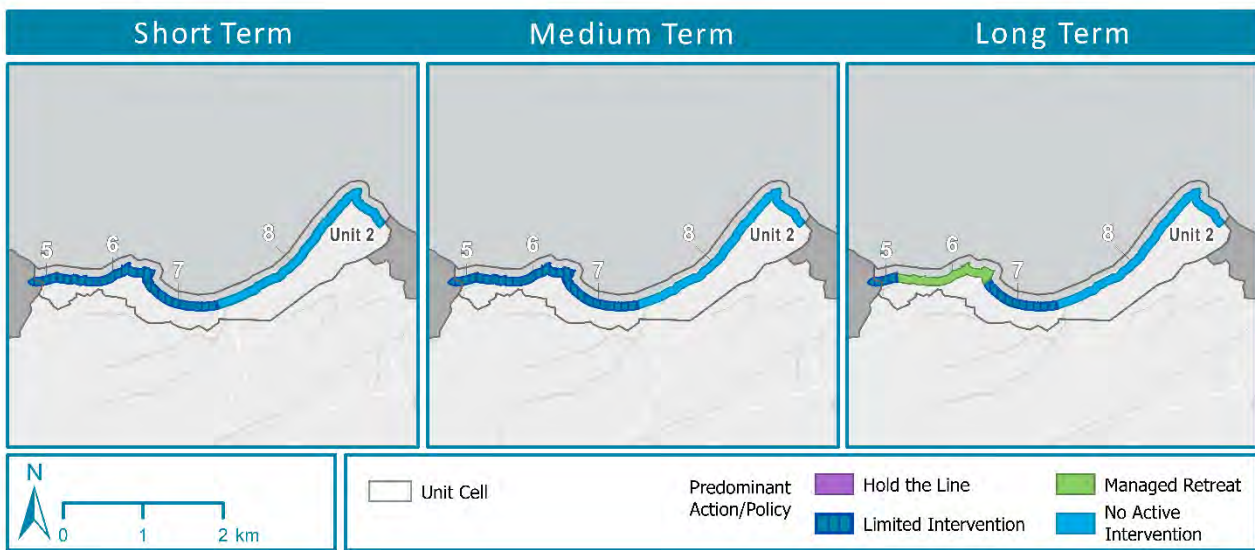 Short Term
Medium Term
Long Term
5
6
7
8
Unit 2
5
6
7
8
Unit 2
5
6
7
8
Unit 2
N
0 1 2 km
Unit Cell
Predominant
Action/Policy
Hold the Line
Limited Intervention
Managed Retreat
No Active
Intervention